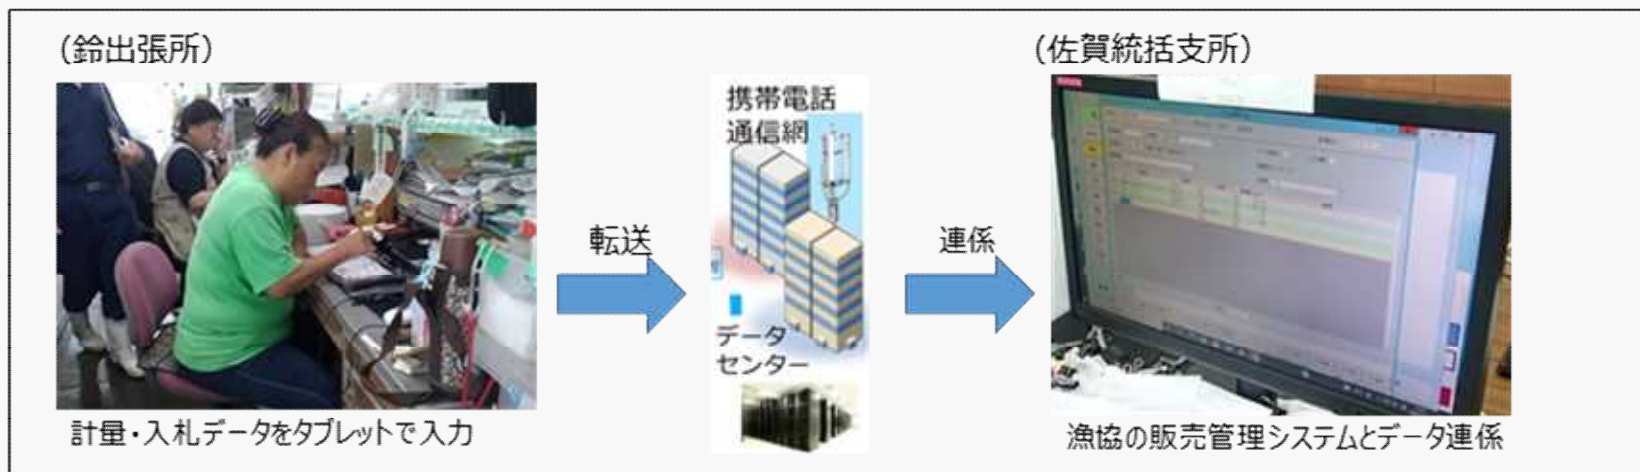 (鈴出張所)
(佐賀統括支所)
携帯電話
通信網
転送
連係
データ
センター
計量・入札データをタブレットで入力
漁協の販売管理システムとデータ連係